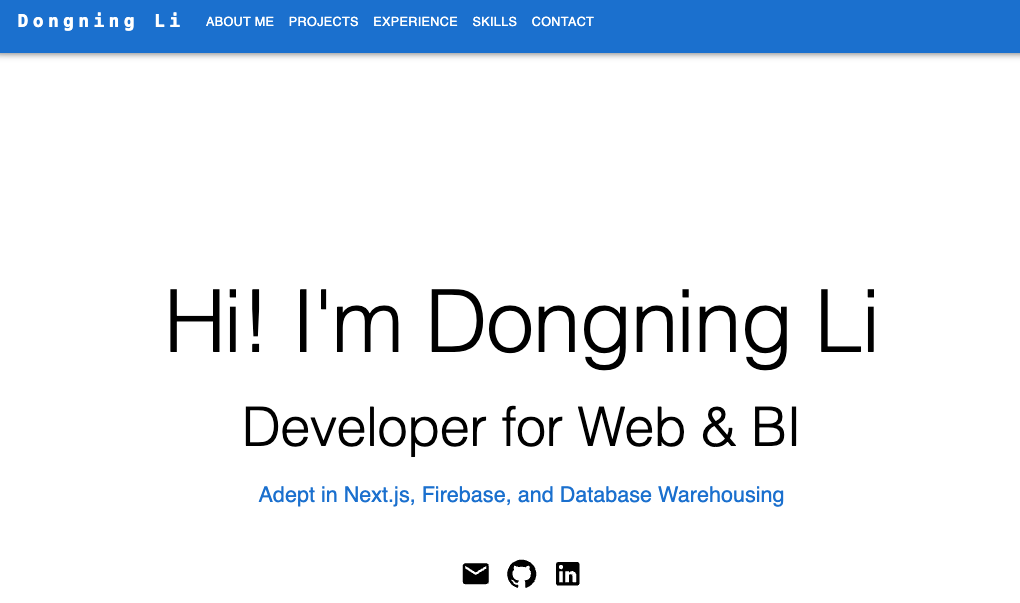 Dongning Li ABOUT ME PROJECTS EXPERIENCE SKILLS CONTACT
Hi! I'm Dongning Li
Developer for Web & BI
Adept in Next.js, Firebase, and Database Warehousing
in